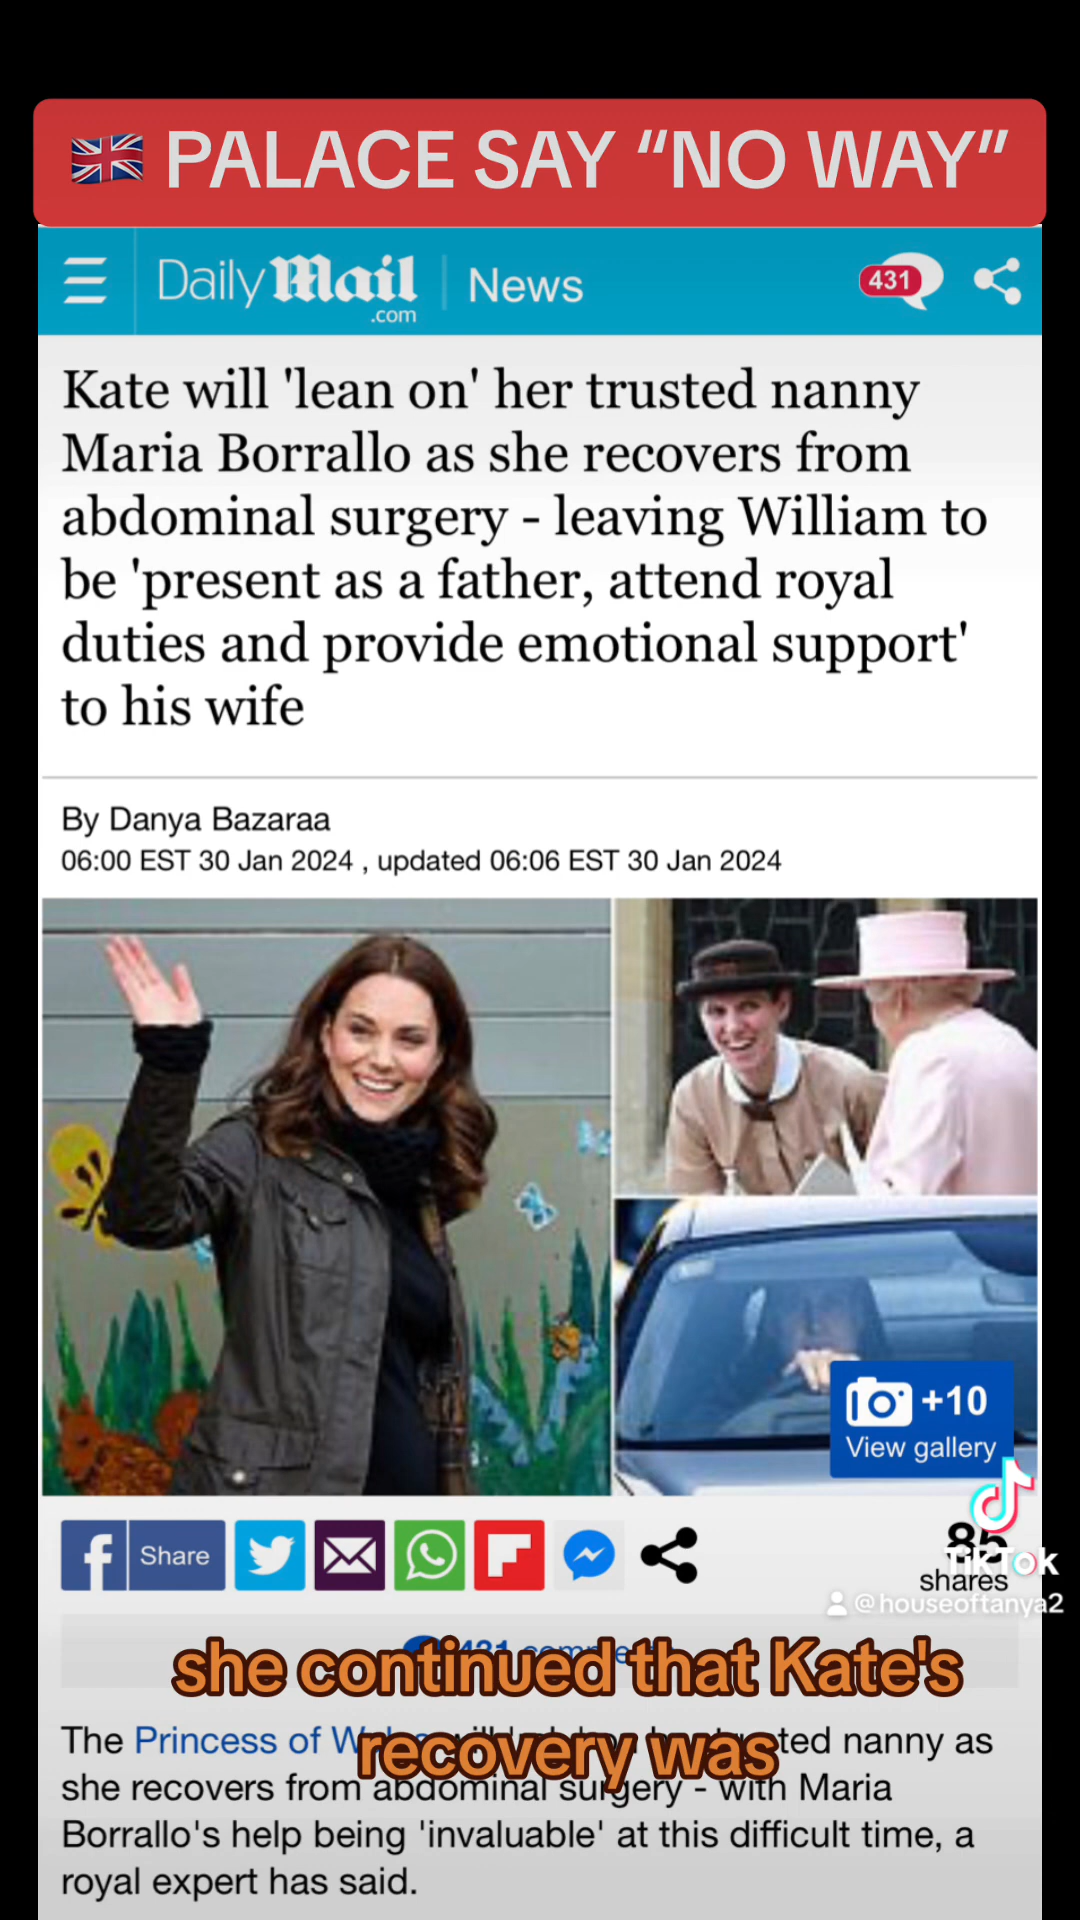 🇬🇧 PALACE SAY “NO WAY”
Daily Mail News
.com
431
Kate will 'lean on' her trusted nanny
Maria Borrallo as she recovers from
abdominal surgery - leaving William to
be 'present as a father, attend royal
duties and provide emotional support'
to his wife
By Danya Bazaraa
06:00 EST 30 Jan 2024 , updated 06:06 EST 30 Jan 2024
+10
View gallery
Share
85
shares
TikTok
@houseoftanya2
431
she continued that Kate's
recovery was
The Princess of nanny as
she recovers from abdominal surgery - with Maria
Borrallo's help being 'invaluable' at this difficult time, a
royal expert has said.